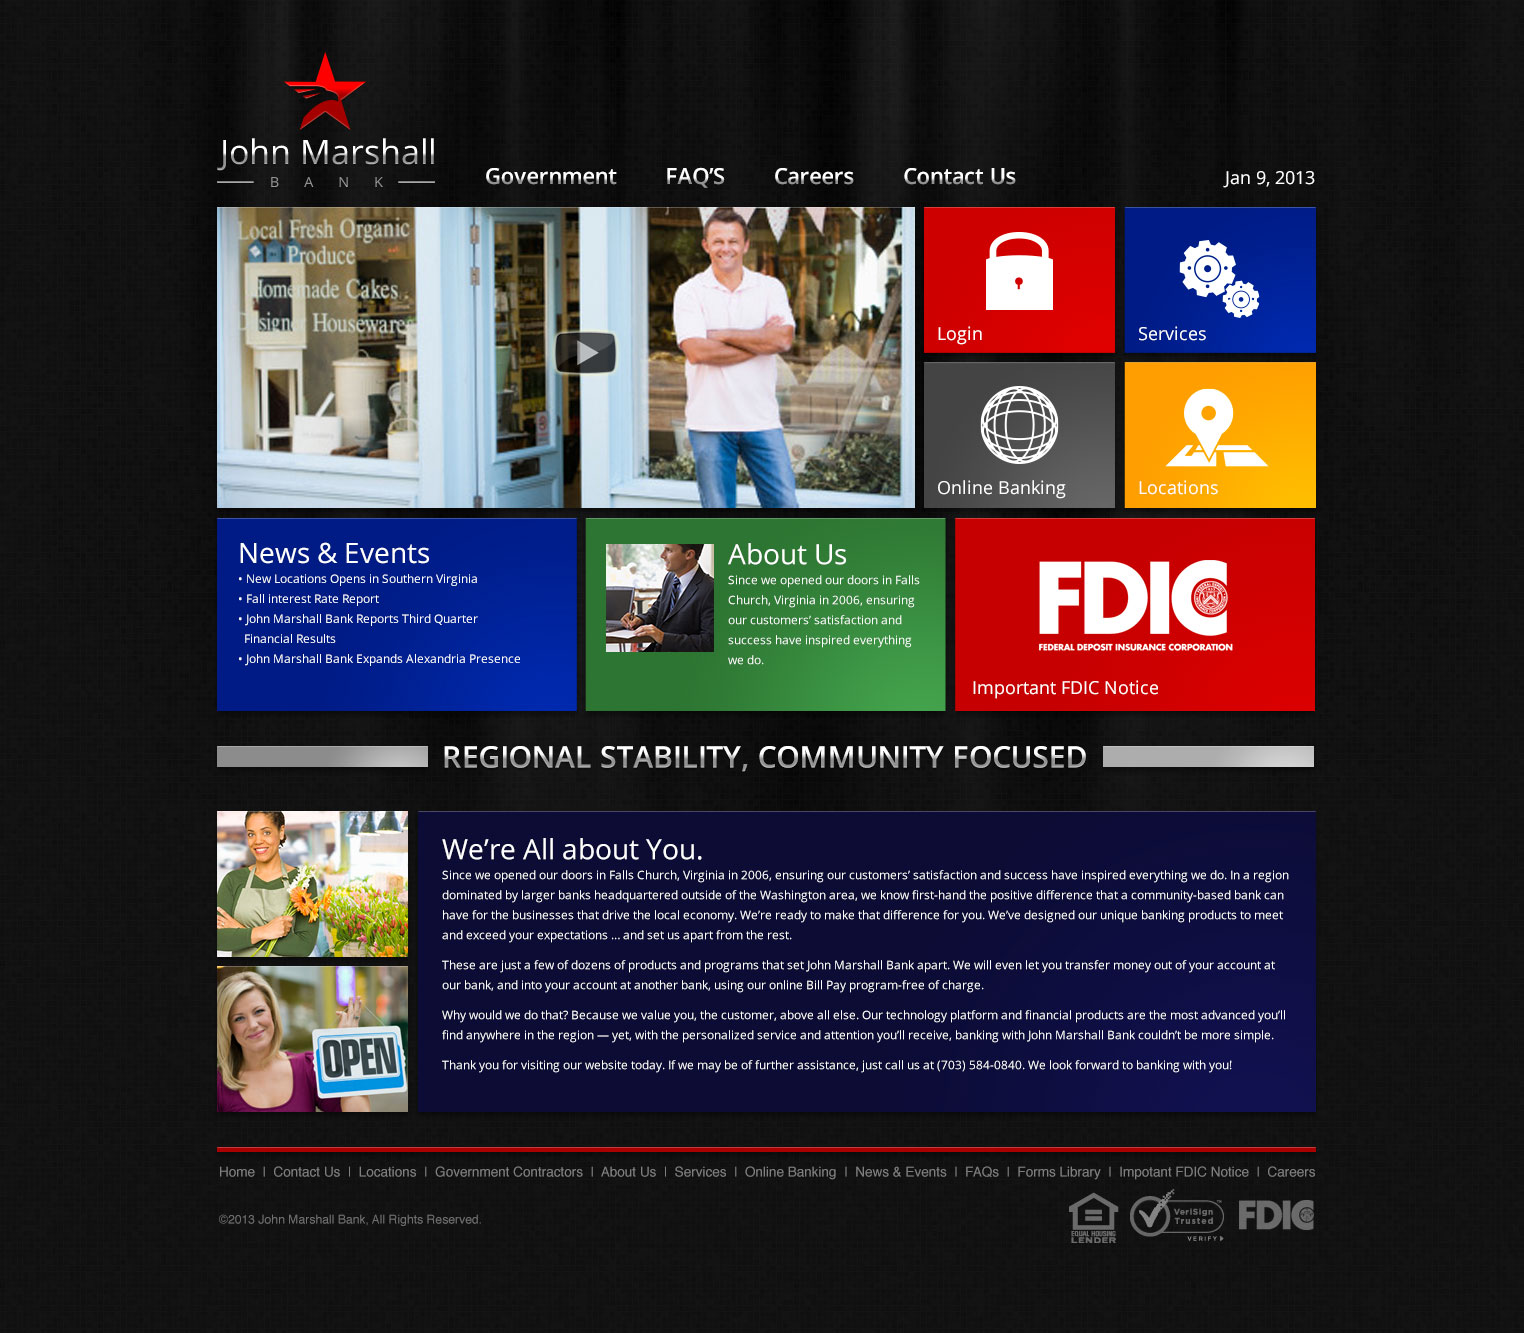 John Marshall
BANK
Government FAQ'S Careers Contact Us Jan 9, 2013
Local Fresh Organic
Produce
Homemade Cakes .
Designer Housewares
Login
Services
Online Banking
Locations
News & Events
• New Locations Opens in Southern Virginia
• Fall interest Rate Report
• John Marshall Bank Reports Third Quarter
Financial Results
• John Marshall Bank Expands Alexandria Presence
About Us
Since we opened our doors in Falls
Church, Virginia in 2006, ensuring
our customers’ satisfaction and
success have inspired everything
we do.
FDIC
FEDERAL DEPOSIT INSURANCE CORPORATION
Important FDIC Notice
REGIONAL STABILITY, COMMUNITY FOCUSED
We’re All about You.
Since we opened our doors in Falls Church, Virginia in 2006, ensuring our customers’ satisfaction and success have inspired everything we do. In a region
dominated by larger banks headquartered outside of the Washington area, we know first-hand the positive difference that a community-based bank can
have for the businesses that drive the local economy. We’re ready to make that difference for you. We’ve designed our unique banking products to meet
and exceed your expectations ... and set us apart from the rest.
These are just a few of dozens of products and programs that set John Marshall Bank apart. We will even let you transfer money out of your account at
our bank, and into your account at another bank, using our online Bill Pay program-free of charge.
Why would we do that? Because we value you, the customer, above all else. Our technology platform and financial products are the most advanced you’ll
find anywhere in the region — yet, with the personalized service and attention you’ll receive, banking with John Marshall Bank couldn’t be more simple.
Thank you for visiting our website today. If we may be of further assistance, just call us at (703) 584-0840. We look forward to banking with you!
OPEN
Home | Contact Us | Locations | Government Contractors | About Us | Services | Online Banking | News & Events | FAQs | Forms Library | Impotant FDIC Notice | Careers
©2013 John Marshall Bank, All Rights Reserved.
EQUAL HOUSING
LENDER
VeriSign
Trusted
VERIFY
FDIC